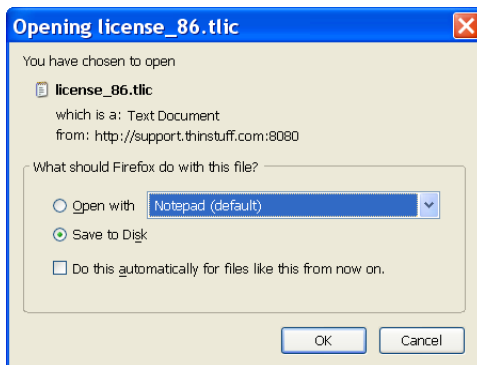 Opening license_86.tlic
You have chosen to open
license_86.tlic
which is a: Text Document
from: http://support.thinstuff.com:8080
What should Firefox do with this file?
Open with Notepad (default)
Save to Disk
Do this automatically for files like this from now on.
OK Cancel